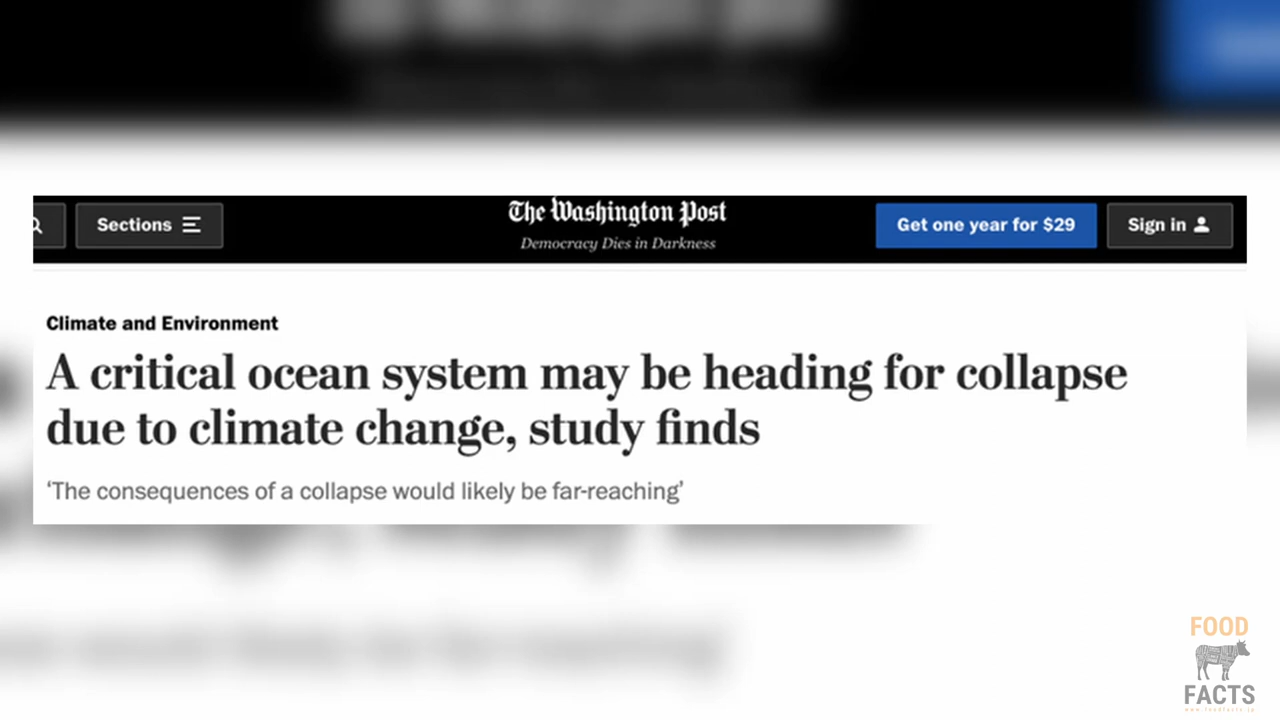 Sections
The Washington Post
Democracy Dies in Darkness
Get one year for $29
Sign in
Climate and Environment
A critical ocean system may be heading for collapse
due to climate change, study finds
‘The consequences of a collapse would likely be far-reaching’
FOOD
FACTS